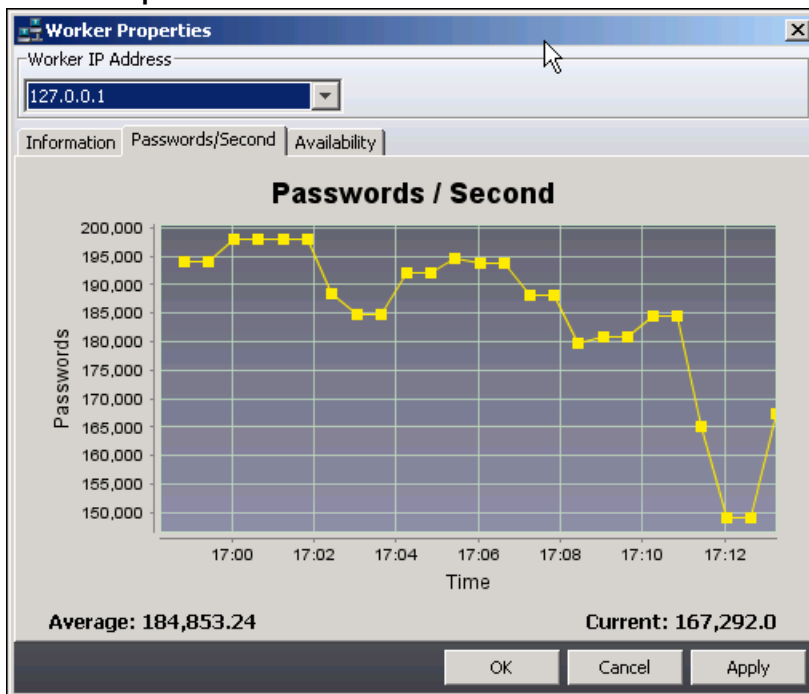 Worker Properties
Worker IP Address
127.0.0.1
Information Passwords/Second Availability
Passwords / Second
200,000
195,000
190,000
185,000
180,000
175,000
170,000
165,000
160,000
155,000
150,000
Passwords
17:00 17:02 17:04 17:06 17:08 17:10 17:12
Time
Average: 184,853.24 Current: 167,292.0
OK Cancel Apply